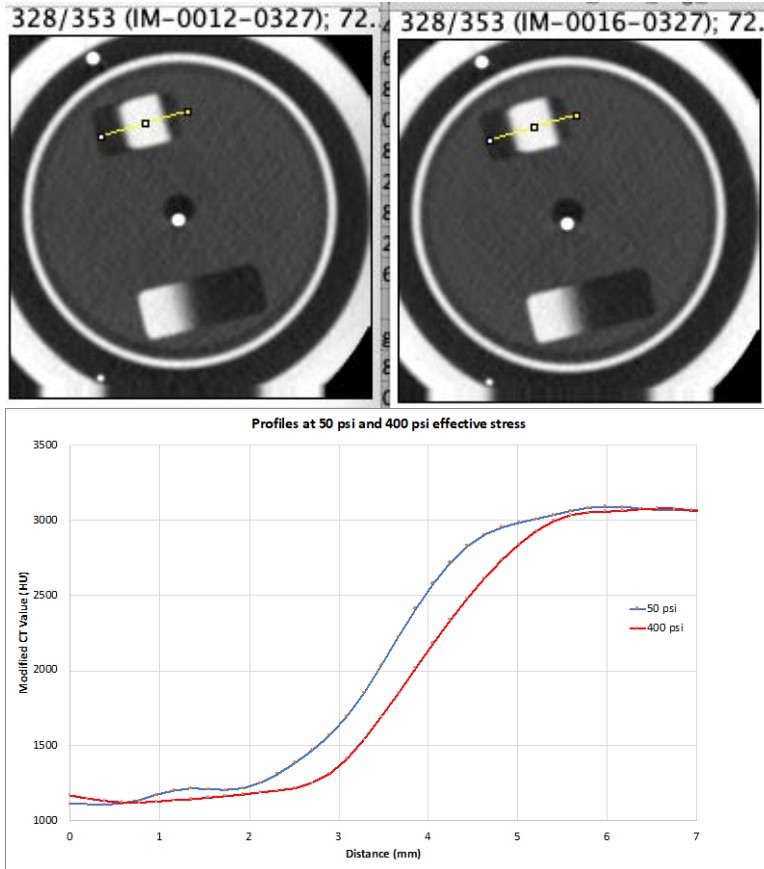 328/353 (IM-0012-0327); 72..
328/353 (IM-0016-0327); 72.
Profiles at 50 psi and 400 psi effective stress
3500
3000
2500
2000
1500
1000
Modified CT Value (HU)
50 psi
400 psi
0 1 2 3 4 5 6 7
Distance (mm)